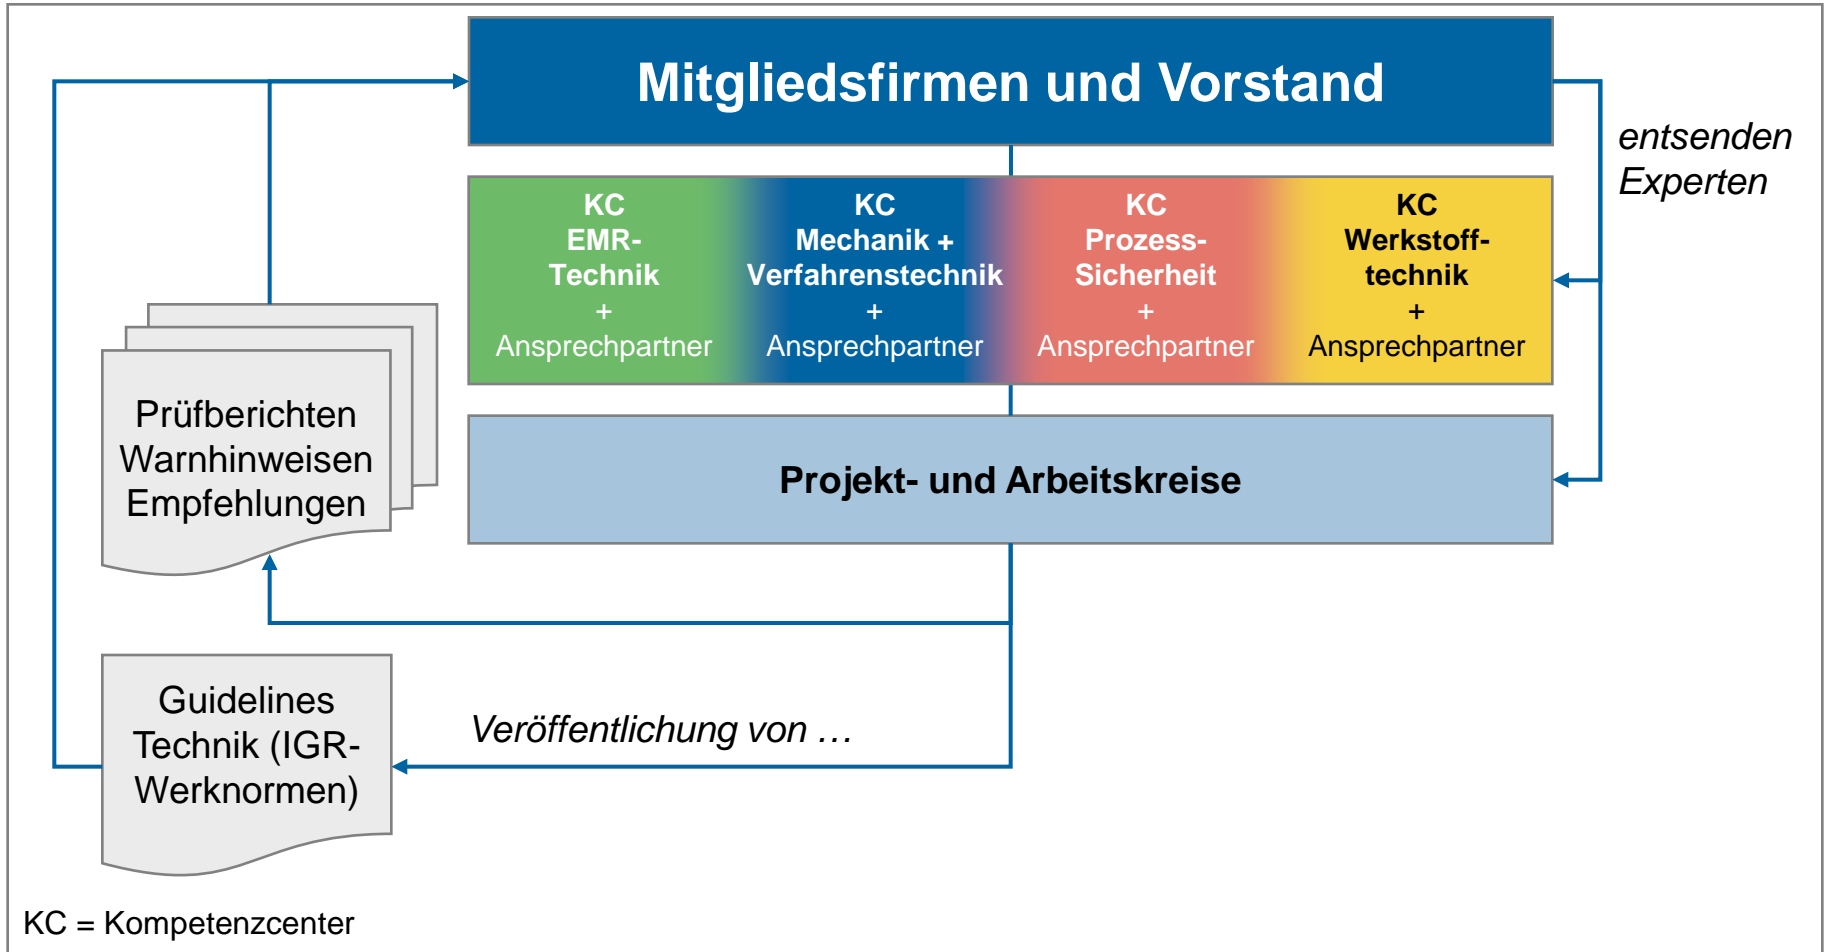 Mitgliedsfirmen und Vorstand
entsenden
Experten
KC
EMR-
Technik
+
Ansprechpartner
KC
Mechanik +
Verfahrenstechnik
+
Ansprechpartner
KC
Prozess-
Sicherheit
+
Ansprechpartner
KC
Werkstoff-
technik
+
Ansprechpartner
Prüfberichten
Warnhinweisen
Empfehlungen
Projekt- und Arbeitskreise
Guidelines
Technik (IGR-
Werknormen)
Veröffentlichung von …
KC = Kompetenzcenter